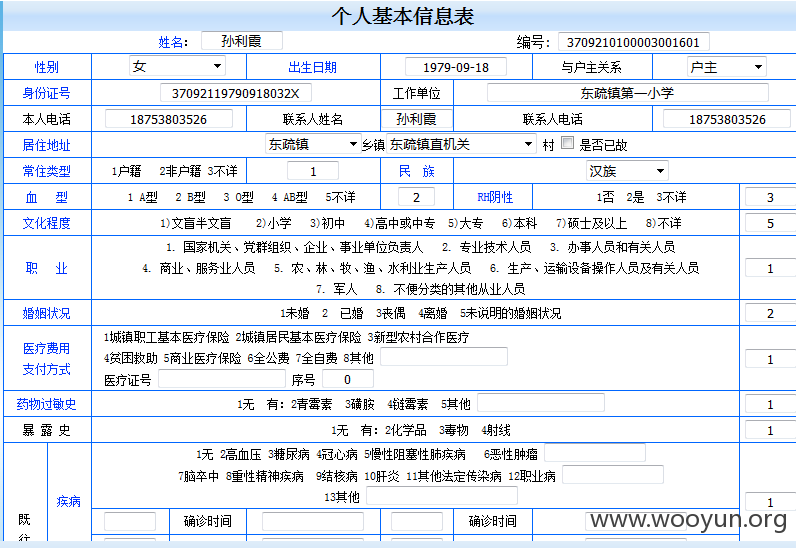 个人基本信息表
姓名： 孙利霞 编号: 3709210100003001601
性别 女 出生日期 1979-09-18 与户主关系 户主
身份证号 37092119790918032X 工作单位 东疏镇第一小学
本人电话 18753803526 联系人姓名 孙利霞 联系人电话 18753803526
居住地址 东疏镇 乡镇 东疏镇直机关 村 是否已故
常住类型 1户籍 2非户籍 3不详 1 民 族 汉族
血 型 1 A型 2 B型 3 O型 4 AB型 5不详 2 RH阴性 1否 2是 3不详 3
文化程度 1)文盲半文盲 2)小学 3)初中 4)高中或中专 5)大专 6)本科 7)硕士及以上 8)不详 5
1. 国家机关、党群组织、企业、事业单位负责人 2. 专业技术人员 3. 办事人员和有关人员
职 业 4. 商业、服务业人员 5. 农、林、牧、渔、水利业生产人员 6. 生产、运输设备操作人员及有关人员 1
7. 军人 8. 不便分类的其他从业人员
婚姻状况 1未婚 2 已婚 3丧偶 4离婚 5未说明的婚姻状况 2
1城镇职工基本医疗保险 2城镇居民基本医疗保险 3新型农村合作医疗
医疗费用 支付方式 4贫困救助 5商业医疗保险 6全公费 7全自费 8其他 1
医疗证号 序号 0
药物过敏史 1无 有: 2青霉素 3磺胺 4链霉素 5其他 1
暴 露 史 1无 有: 2化学品 3毒物 4射线 1
1无 2高血压 3糖尿病 4冠心病 5慢性阻塞性肺疾病 6恶性肿瘤
7脑卒中 8重性精神疾病 9结核病 10肝炎 11其他法定传染病 12职业病
疾病 13其他 1
既 往 确诊时间 确诊时间
www.wooyun.org